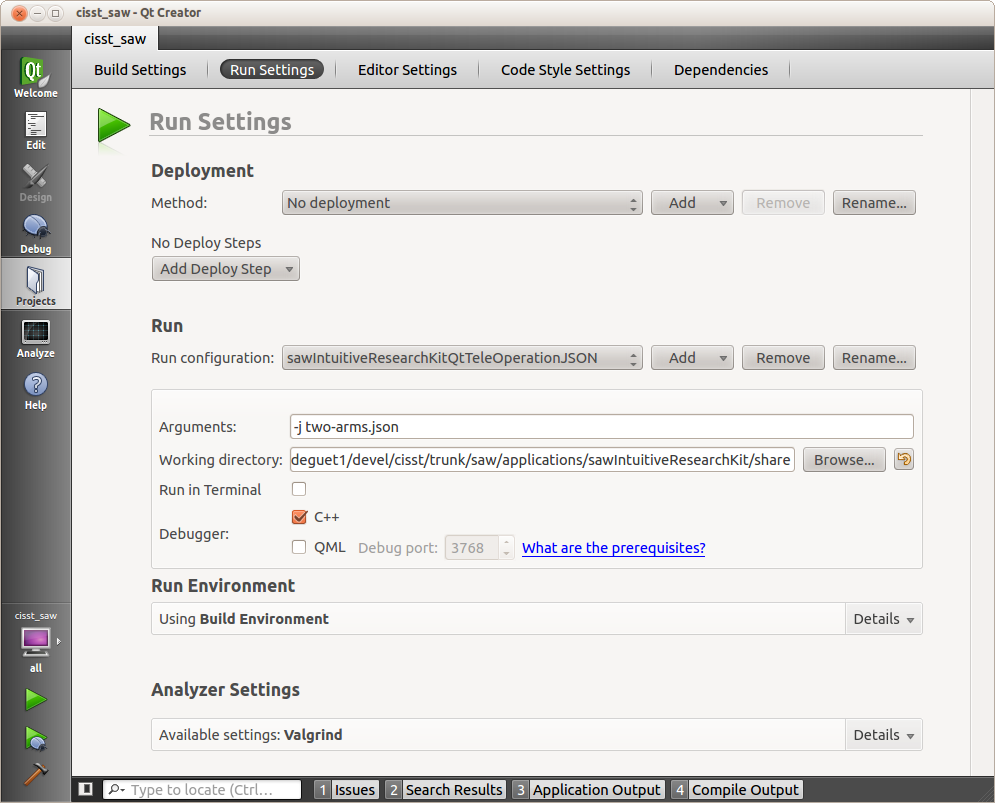 cisst_saw - Qt Creator
cisst_saw
Build Settings Run Settings Editor Settings Code Style Settings Dependencies
Qt
Welcome
Edit
Design
Debug
Projects
Analyze
Help
Run Settings
Deployment
Method: No deployment Add Remove Rename...
No Deploy Steps
Add Deploy Step
Run
Run configuration: sawIntuitiveResearchKitQtTeleOperationJSON Add Remove Rename...
Arguments: -j two-arms.json
Working directory: deguet1/devel/cisst/trunk/saw/applications/sawIntuitiveResearchKit/share Browse...
Run in Terminal
Debugger: C++
QML Debug port: 3768 What are the prerequisites?
Run Environment
Using Build Environment Details
Analyzer Settings
Available settings: Valgrind Details
cisst_saw
all
Type to locate (Ctrl... 1 Issues 2 Search Results 3 Application Output 4 Compile Output